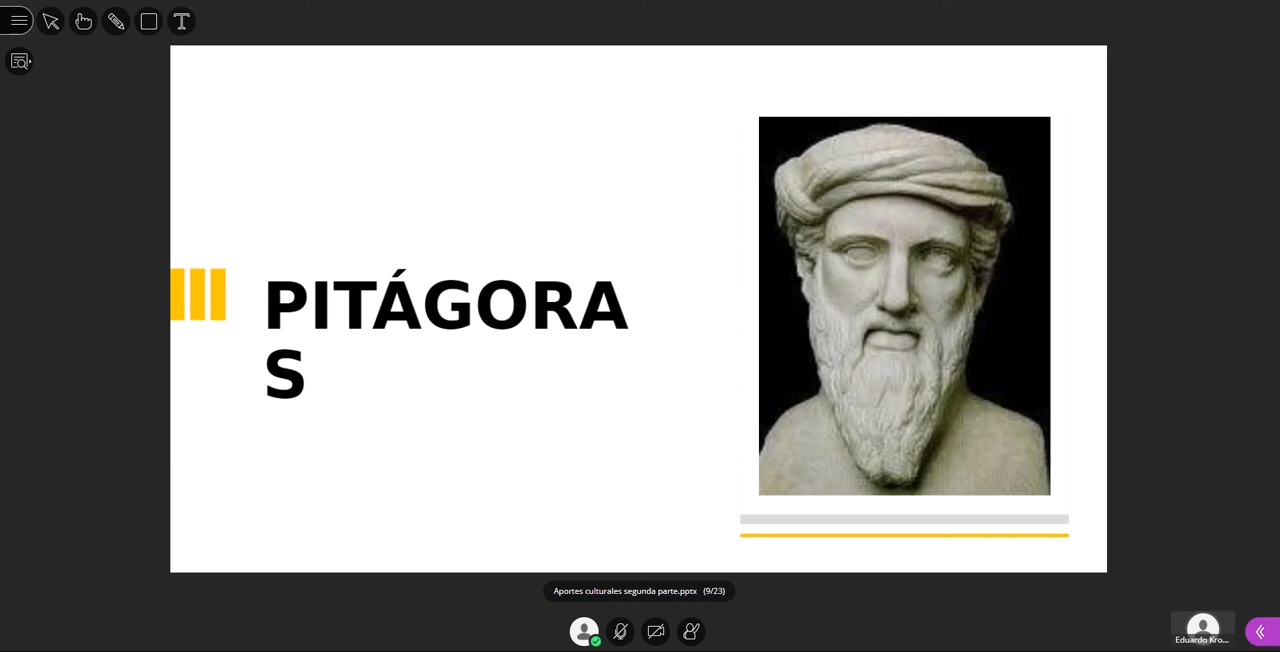 PITÁGORA
S
Aportes culturales segunda parte.pptx (9/23)
Eduardo Kro...